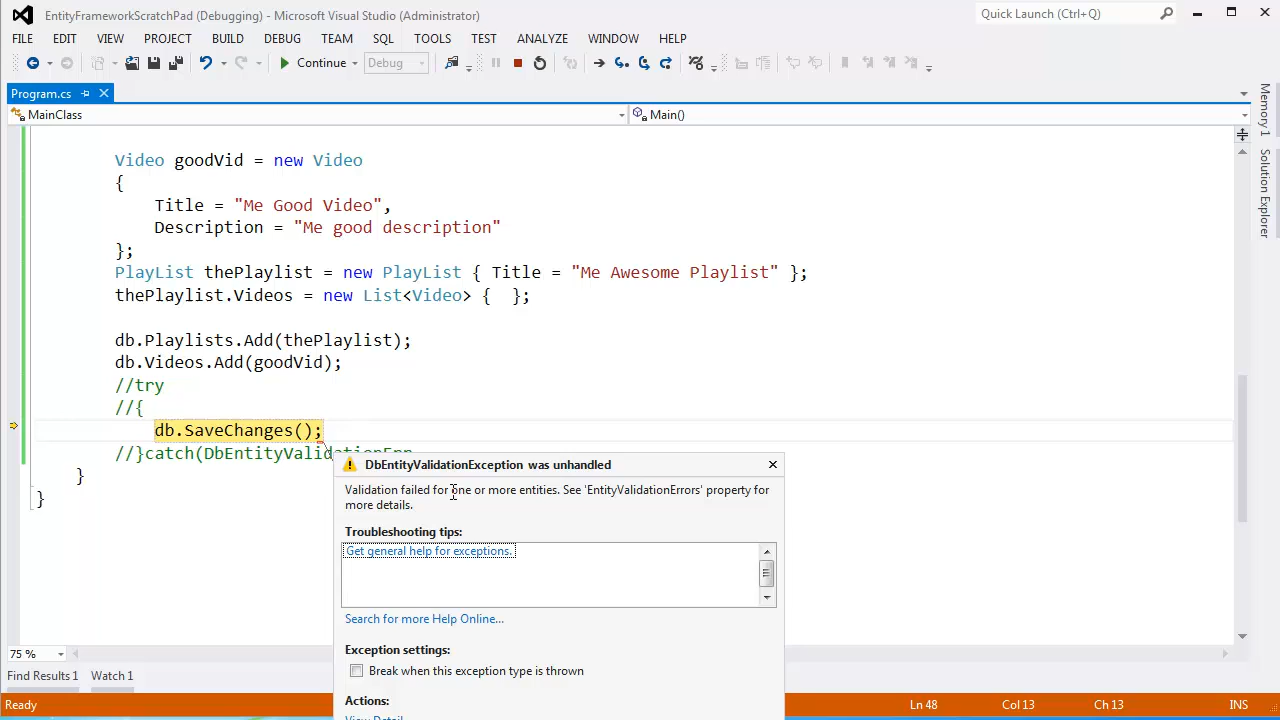 EntityFrameworkScratchPad (Debugging) - Microsoft Visual Studio (Administrator)
Quick Launch (Ctrl+Q)
FILE EDIT VIEW PROJECT BUILD DEBUG TEAM SQL TOOLS TEST ANALYZE WINDOW HELP
Continue Debug
Program.cs
MainClass Main()
Memory 1
Solution Explorer
Video goodVid = new Video
{
Title = "Me Good Video",
Description = "Me good description"
};
PlayList thePlaylist = new PlayList { Title = "Me Awesome Playlist" };
thePlaylist.Videos = new List<Video> {  };
db.Playlists.Add(thePlaylist);
db.Videos.Add(goodVid);
//try
//{
db.SaveChanges();
//}catch(DbEntityValidationErr
}
}
DbEntityValidationException was unhandled
Validation failed for one or more entities. See 'EntityValidationErrors' property for
more details.
Troubleshooting tips:
Get general help for exceptions.
Search for more Help Online...
Exception settings:
Break when this exception type is thrown
Actions:
View Detail
75 %
Find Results 1 Watch 1
Ready Ln 48 Col 13 Ch 13 INS